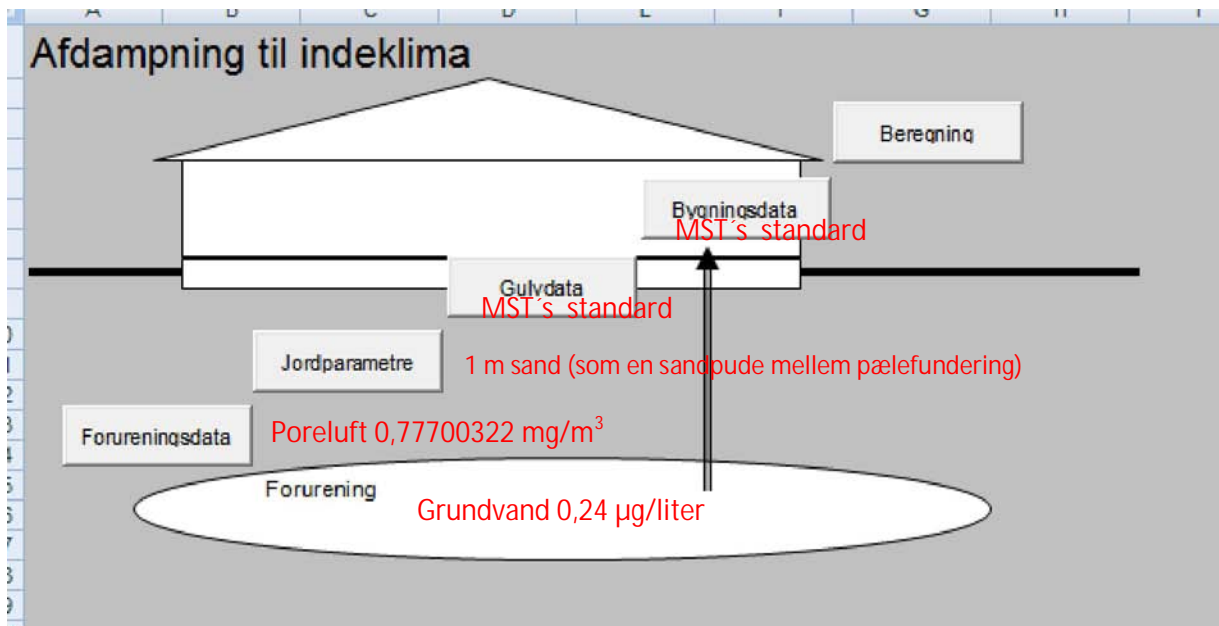 A B C D E F G H I
Afdampning til indeklima
Beregning
Bygningsdata
MST´s standard
Gulvdata
MST´s standard
Jordparametre
1 m sand (som en sandpude mellem pælefundering)
Forureningsdata
Poreluft 0,77700322 mg/m³
Forurening
Grundvand 0,24 µg/liter